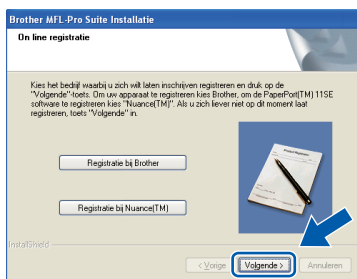 Brother MFL-Pro Suite Installatie
On line registratie
Kies het bedrijf waarbij u zich wilt laten inschrijven registreren en druk op de
"Volgende"-toets. Om uw apparaat te registreren kies Brother, om de PaperPort(TM) 11SE
software te registreren kies "Nuance(TM)". Als u zich liever niet op dit moment laat
registreren, toets "Volgende" in.
Registratie bij Brother
Registratie bij Nuance(TM)
InstallShield
< Vorige Volgende > Annuleren